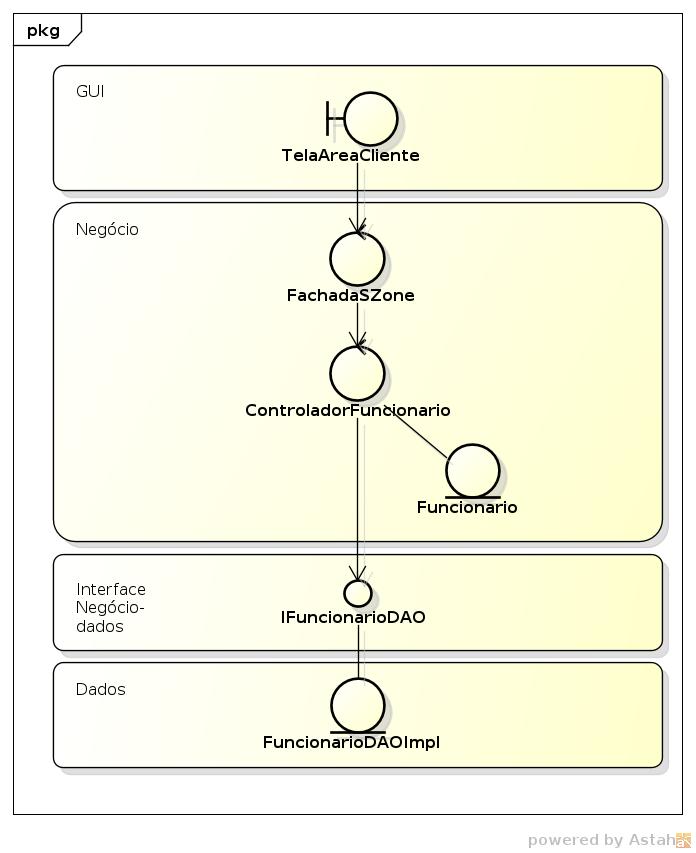 pkg
GUI
TelaAreaCliente
Negócio
FachadaSZone
ControladorFuncionario
Funcionario
Interface
Negócio-
dados
IFuncionarioDAO
Dados
FuncionarioDAOImpl
powered by Astah